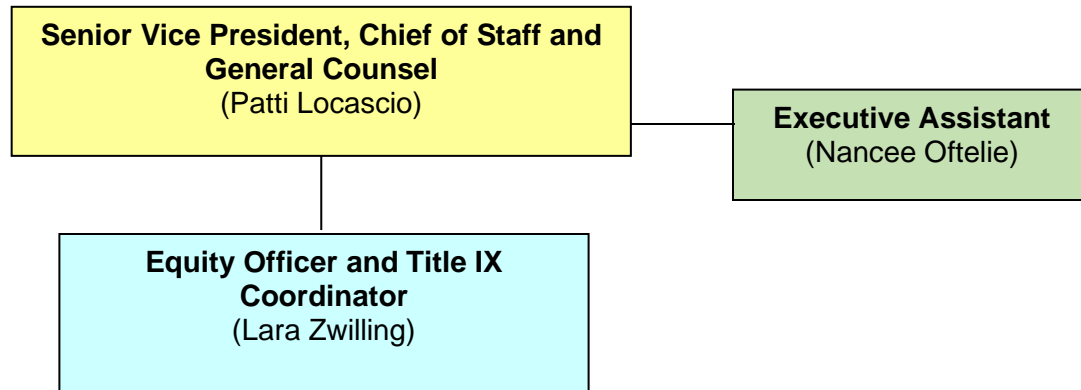 Senior Vice President, Chief of Staff and
General Counsel
(Patti Locascio)
Executive Assistant
(Nancee Oftelie)
Equity Officer and Title IX
Coordinator
(Lara Zwilling)